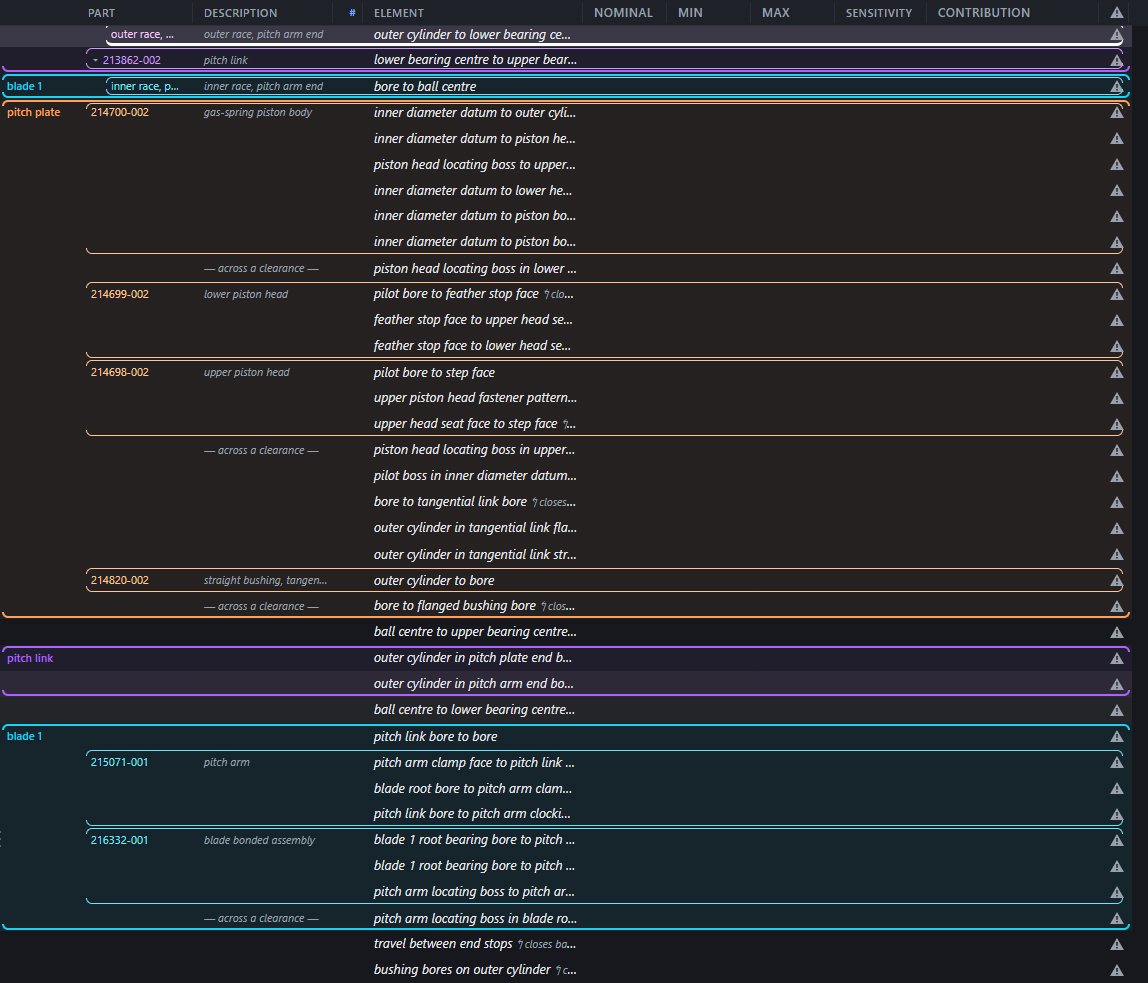 PART DESCRIPTION # ELEMENT NOMINAL MIN MAX SENSITIVITY CONTRIBUTION
outer race, ... outer race, pitch arm end outer cylinder to lower bearing ce...
213862-002 pitch link lower bearing centre to upper bear...
blade 1 inner race, p... inner race, pitch arm end bore to ball centre
pitch plate 214700-002 gas-spring piston body inner diameter datum to outer cyli...
inner diameter datum to piston he...
piston head locating boss to upper...
inner diameter datum to lower he...
inner diameter datum to piston bo...
inner diameter datum to piston bo...
— across a clearance — piston head locating boss in lower ...
214699-002 lower piston head pilot bore to feather stop face ↰ clo...
feather stop face to upper head se...
feather stop face to lower head se...
214698-002 upper piston head pilot bore to step face
upper piston head fastener pattern...
upper head seat face to step face ↰...
— across a clearance — piston head locating boss in upper...
pilot boss in inner diameter datum...
bore to tangential link bore ↰ closes...
outer cylinder in tangential link fla...
outer cylinder in tangential link str...
214820-002 straight bushing, tangen... outer cylinder to bore
— across a clearance — bore to flanged bushing bore ↰ clos...
ball centre to upper bearing centre...
pitch link outer cylinder in pitch plate end b...
outer cylinder in pitch arm end bo...
ball centre to lower bearing centre...
blade 1 pitch link bore to bore
215071-001 pitch arm pitch arm clamp face to pitch link ...
blade root bore to pitch arm clam...
pitch link bore to pitch arm clocki...
216332-001 blade bonded assembly blade 1 root bearing bore to pitch ...
blade 1 root bearing bore to pitch ...
pitch arm locating boss to pitch ar...
— across a clearance — pitch arm locating boss in blade ro...
travel between end stops ↰ closes ba...
bushing bores on outer cylinder ↰ c...